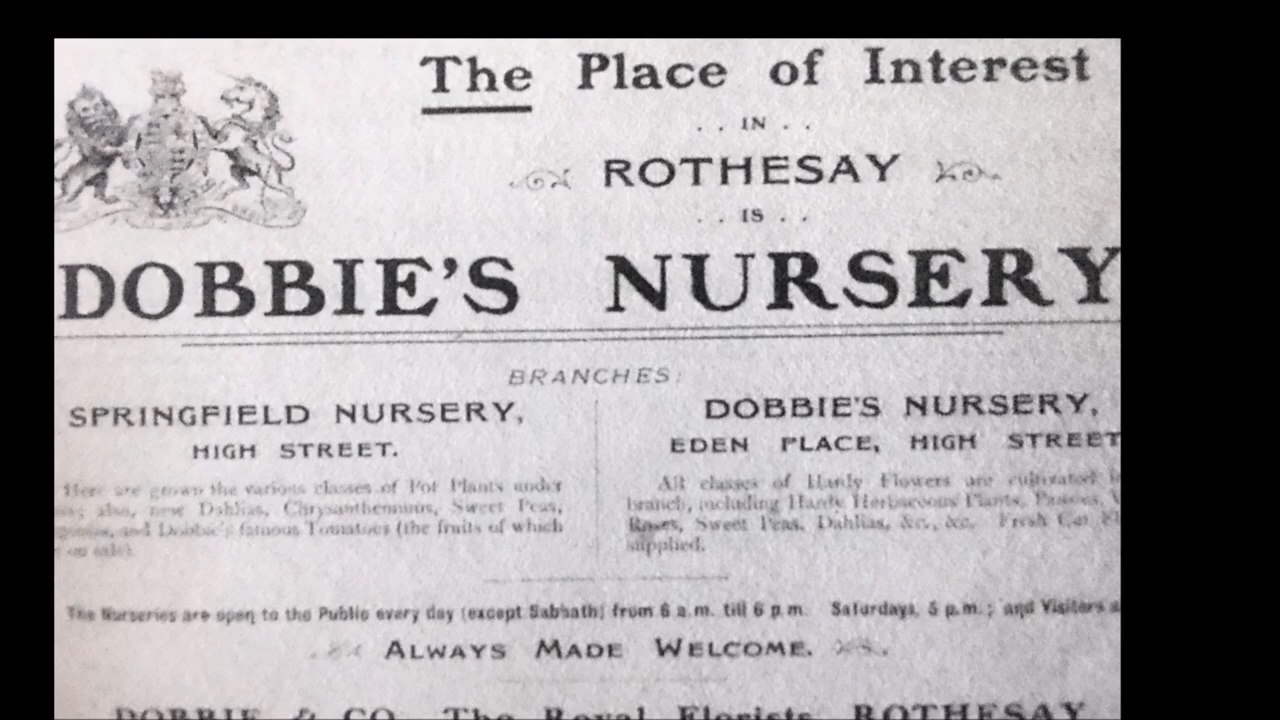 The Place of Interest
. . IN . .
ROTHESAY
. . IS . .
DOBBIE'S NURSERY
BRANCHES:
SPRINGFIELD NURSERY,
HIGH STREET.
Here are grown the various classes of Pot Plants under
also, new Dahlias, Chrysanthemums, Sweet Peas,
and Dobbie's famous Tomatoes (the fruits of which
on sale).
DOBBIE'S NURSERY,
EDEN PLACE, HIGH STREET
All classes of Hardy Flowers are cultivated
branch, including Hardy Herbaceous Plants, Pansies,
Roses, Sweet Peas, Dahlias, &c., &c. Fresh Cut
supplied.
The Nurseries are open to the Public every day (except Sabbath) from 6 a.m. till 6 p.m. Saturdays, 5 p.m.; and Visitors
ALWAYS MADE WELCOME.
DOBBIE & CO., The Royal Florists, ROTHESAY